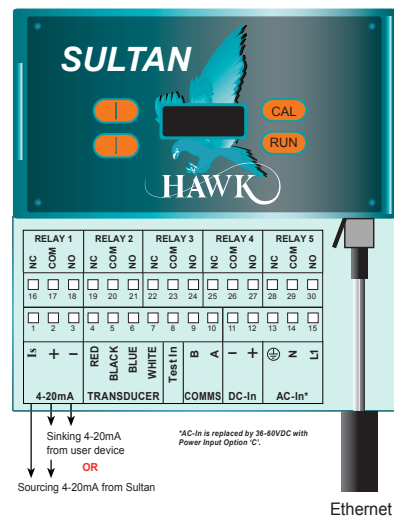 SULTAN
CAL
RUN
HAWK
RELAY 1 RELAY 2 RELAY 3 RELAY 4 RELAY 5
NC COM NO NC COM NO NC COM NO NC COM NO NC COM NO
16 17 18 19 20 21 22 23 24 25 26 27 28 29 30
1 2 3 4 5 6 7 8 9 10 11 12 13 14 15
Is + − RED BLACK BLUE WHITE Test In B A − + N L1
4-20mA TRANSDUCER COMMS DC-In AC-In*
Sinking 4-20mA
from user device
OR
Sourcing 4-20mA from Sultan
*AC-In is replaced by 36-60VDC with
Power Input Option ‘C’.
Ethernet